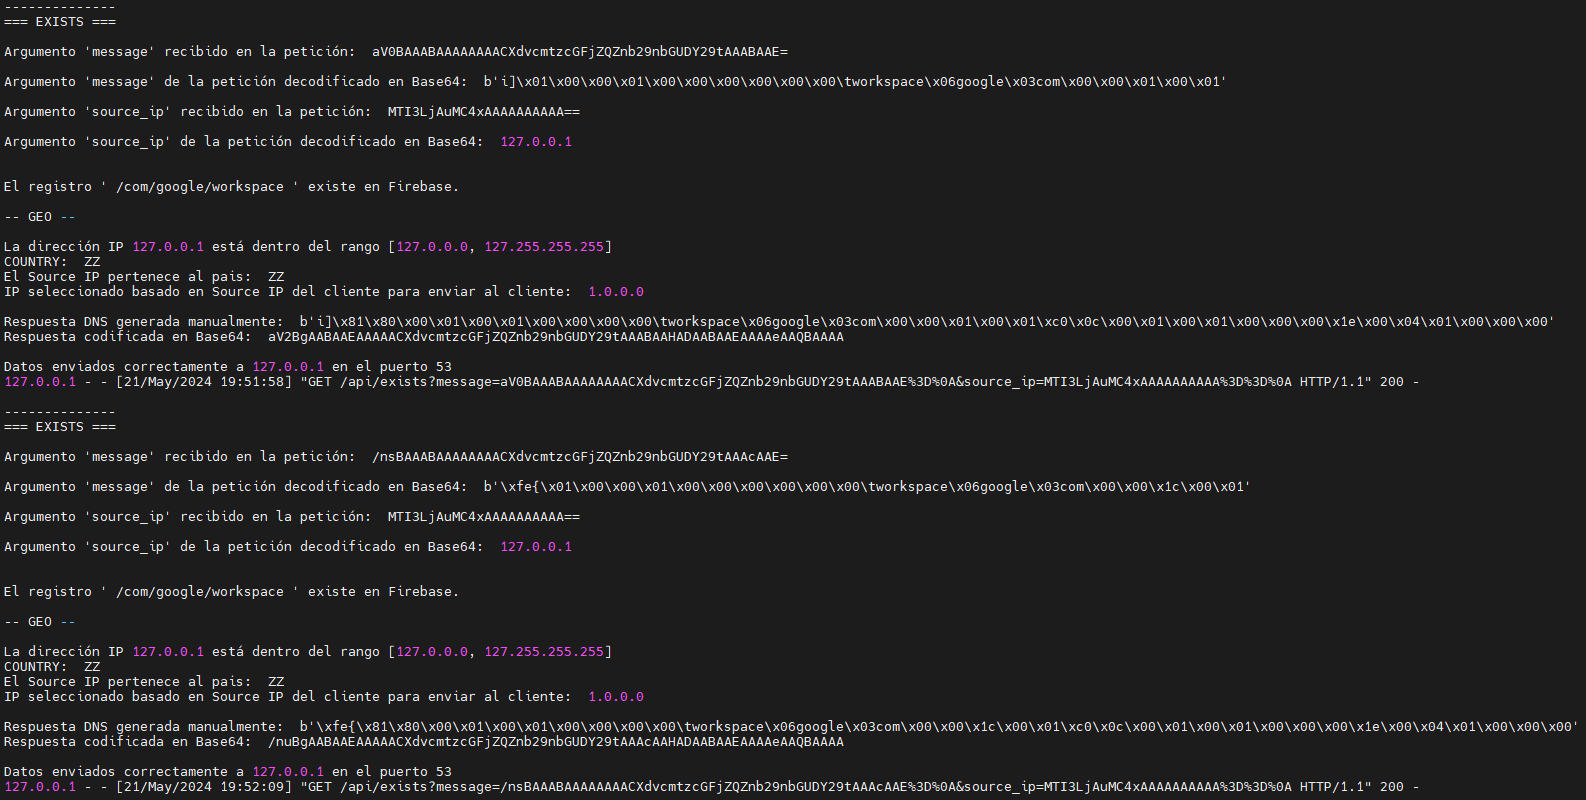 --------------
=== EXISTS ===
Argumento 'message' recibido en la petición:  aV0BAAABAAAAAAAACXdvcmtzcGFjZQZnb29nbGUDY29tAAABAAE=
Argumento 'message' de la petición decodificado en Base64:  b'i]\x01\x00\x00\x01\x00\x00\x00\x00\x00\x00\tworkspace\x06google\x03com\x00\x00\x01\x00\x01'
Argumento 'source_ip' recibido en la petición:  MTI3LjAuMC4xAAAAAAAAAA==
Argumento 'source_ip' de la petición decodificado en Base64:  127.0.0.1
El registro ' /com/google/workspace ' existe en Firebase.
-- GEO --
La dirección IP 127.0.0.1 está dentro del rango [127.0.0.0, 127.255.255.255]
COUNTRY:  ZZ
El Source IP pertenece al pais:  ZZ
IP seleccionado basado en Source IP del cliente para enviar al cliente:  1.0.0.0
Respuesta DNS generada manualmente:  b'i]\x81\x80\x00\x01\x00\x01\x00\x00\x00\x00\tworkspace\x06google\x03com\x00\x00\x01\x00\x01\xc0\x0c\x00\x01\x00\x01\x00\x00\x00\x1e\x00\x04\x01\x00\x00\x00'
Respuesta codificada en Base64:  aV2BgAABAAEAAAAACXdvcmtzcGFjZQZnb29nbGUDY29tAAABAAHADAABAAEAAAAeAAQBAAAA
Datos enviados correctamente a 127.0.0.1 en el puerto 53
127.0.0.1 - - [21/May/2024 19:51:58] "GET /api/exists?message=aV0BAAABAAAAAAAACXdvcmtzcGFjZQZnb29nbGUDY29tAAABAAE%3D%0A&source_ip=MTI3LjAuMC4xAAAAAAAAAA%3D%3D%0A HTTP/1.1" 200 -
--------------
=== EXISTS ===
Argumento 'message' recibido en la petición:  /nsBAAABAAAAAAAACXdvcmtzcGFjZQZnb29nbGUDY29tAAAcAAE=
Argumento 'message' de la petición decodificado en Base64:  b'\xfe{\x01\x00\x00\x01\x00\x00\x00\x00\x00\x00\tworkspace\x06google\x03com\x00\x00\x1c\x00\x01'
Argumento 'source_ip' recibido en la petición:  MTI3LjAuMC4xAAAAAAAAAA==
Argumento 'source_ip' de la petición decodificado en Base64:  127.0.0.1
El registro ' /com/google/workspace ' existe en Firebase.
-- GEO --
La dirección IP 127.0.0.1 está dentro del rango [127.0.0.0, 127.255.255.255]
COUNTRY:  ZZ
El Source IP pertenece al pais:  ZZ
IP seleccionado basado en Source IP del cliente para enviar al cliente:  1.0.0.0
Respuesta DNS generada manualmente:  b'\xfe{\x81\x80\x00\x01\x00\x01\x00\x00\x00\x00\tworkspace\x06google\x03com\x00\x00\x1c\x00\x01\xc0\x0c\x00\x01\x00\x01\x00\x00\x00\x1e\x00\x04\x01\x00\x00\x00'
Respuesta codificada en Base64:  /nuBgAABAAEAAAAACXdvcmtzcGFjZQZnb29nbGUDY29tAAAcAAHADAABAAEAAAAeAAQBAAAA
Datos enviados correctamente a 127.0.0.1 en el puerto 53
127.0.0.1 - - [21/May/2024 19:52:09] "GET /api/exists?message=/nsBAAABAAAAAAAACXdvcmtzcGFjZQZnb29nbGUDY29tAAAcAAE%3D%0A&source_ip=MTI3LjAuMC4xAAAAAAAAAA%3D%3D%0A HTTP/1.1" 200 -